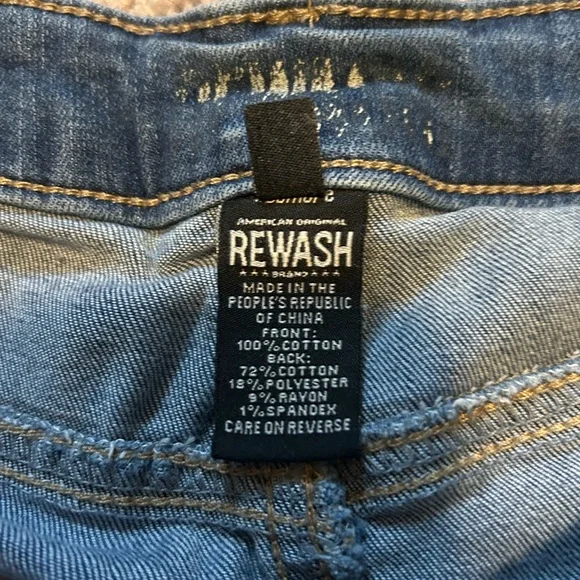 AMERICAN ORIGINAL
REWASH
BRAND
MADE IN THE
PEOPLE'S REPUBLIC
OF CHINA
FRONT:
100%COTTON
BACK:
72%COTTON
18%POLYESTER
9%RAYON
1%SPANDEX
CARE ON REVERSE